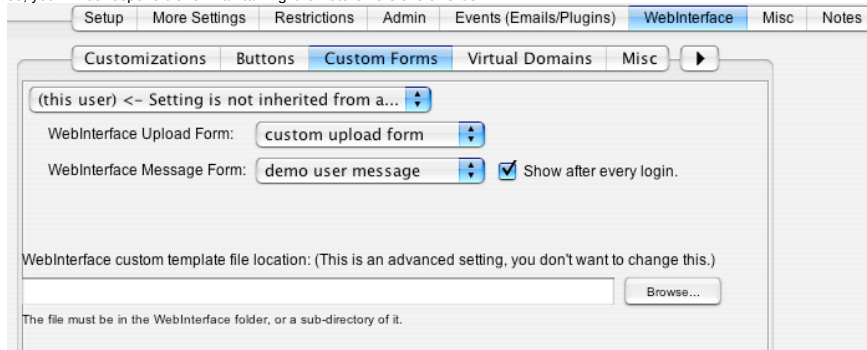 Setup More Settings Restrictions Admin Events (Emails/Plugins) WebInterface Misc Notes
Customizations Buttons Custom Forms Virtual Domains Misc
(this user) <- Setting is not inherited from a...
WebInterface Upload Form: custom upload form
WebInterface Message Form: demo user message Show after every login.
WebInterface custom template file location: (This is an advanced setting, you don't want to change this.)
Browse...
The file must be in the WebInterface folder, or a sub-directory of it.